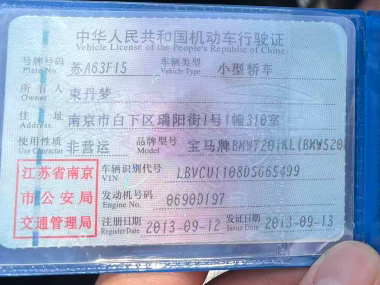 中华人民共和国机动车行驶证
Vehicle License of the People's Republic of China
号牌号码 苏A63F15 车辆类型 小型轿车
Plate No. Vehicle Type
所有人 束丹梦
Owner
住址 南京市白下区瑞阳街1号1幢310室
Address
使用性质 非营运 品牌型号 宝马牌BMW7201KL(BMW520
Use Character Model
江苏省南京
市公安局
交通管理局
车辆识别代号 LBVCU1108DSG65499
VIN
发动机号码 0690D197
Engine No.
注册日期 2013-09-12 发证日期 2013-09-13
Register Date Issue Date